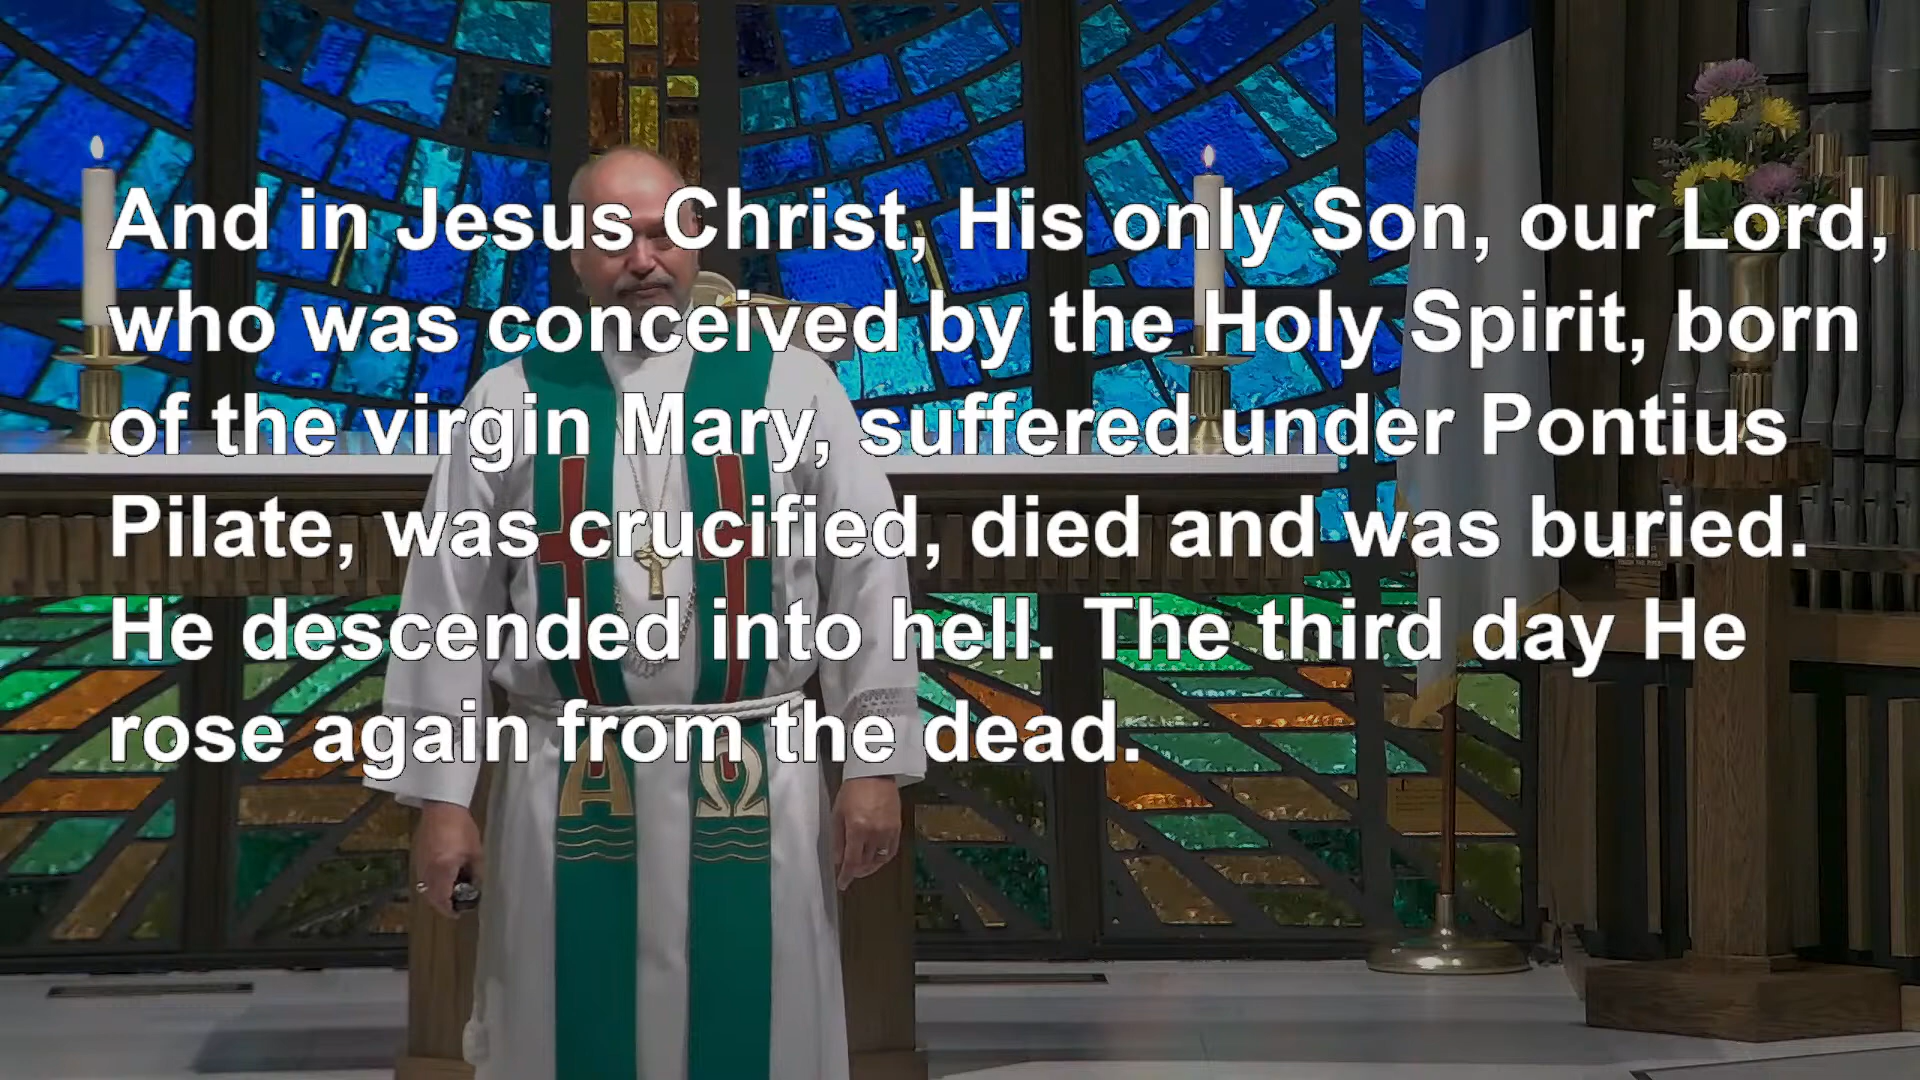 And in Jesus Christ, His only Son, our Lord,
who was conceived by the Holy Spirit, born
of the virgin Mary, suffered under Pontius
Pilate, was crucified, died and was buried.
He descended into hell. The third day He
rose again from the dead.
Α Ω